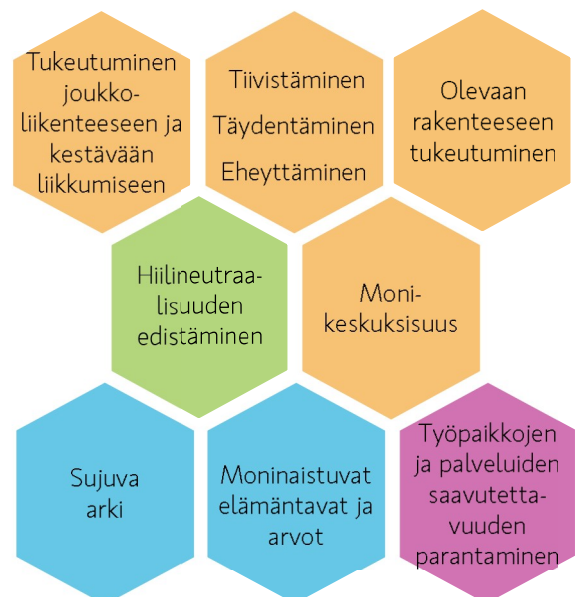 Tukeutuminen
joukko-
liikenteeseen ja
kestävään
liikkumiseen
Tiivistäminen
Täydentäminen
Eheyttäminen
Olevaan
rakenteeseen
tukeutuminen
Hiilineutraa-
lisuuden
edistäminen
Moni-
keskuksisuus
Sujuva
arki
Moninaistuvat
elämäntavat ja
arvot
Työpaikkojen
ja palveluiden
saavutetta-
vuuden
parantaminen